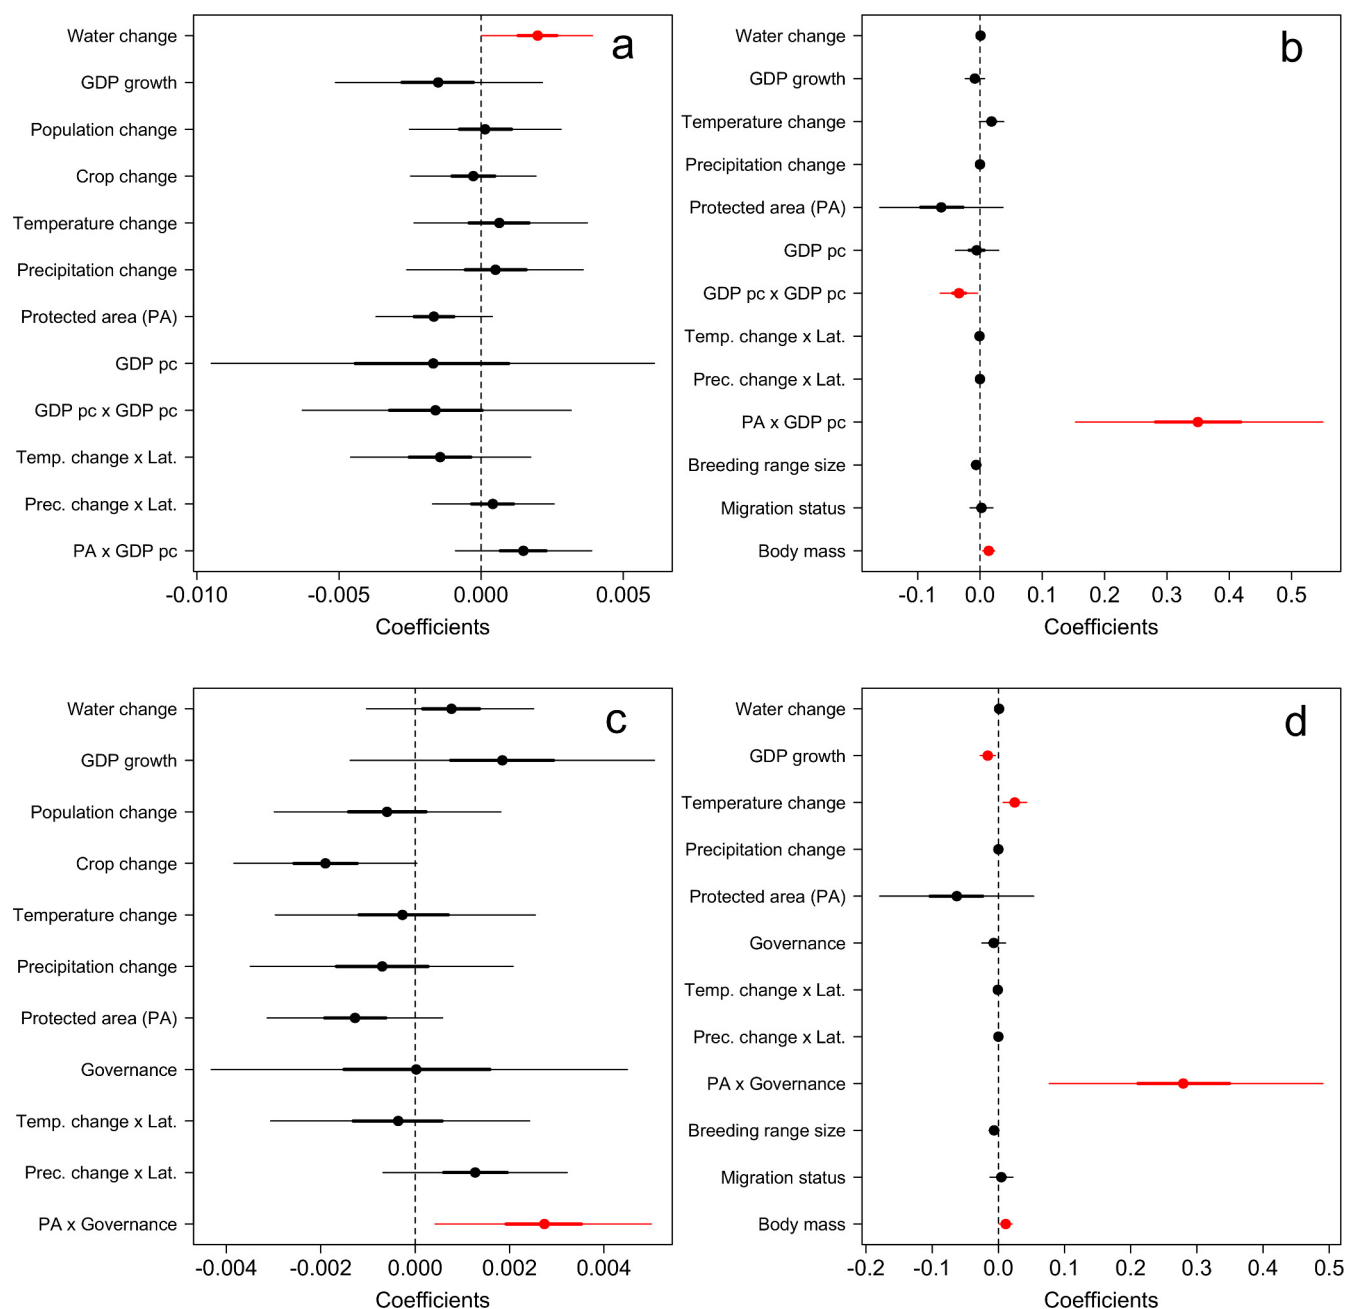 a
Water change
GDP growth
Population change
Crop change
Temperature change
Precipitation change
Protected area (PA)
GDP pc
GDP pc x GDP pc
Temp. change x Lat.
Prec. change x Lat.
PA x GDP pc
-0.010 -0.005 0.000 0.005
Coefficients
b
Water change
GDP growth
Temperature change
Precipitation change
Protected area (PA)
GDP pc
GDP pc x GDP pc
Temp. change x Lat.
Prec. change x Lat.
PA x GDP pc
Breeding range size
Migration status
Body mass
-0.1 0.0 0.1 0.2 0.3 0.4 0.5
Coefficients
c
Water change
GDP growth
Population change
Crop change
Temperature change
Precipitation change
Protected area (PA)
Governance
Temp. change x Lat.
Prec. change x Lat.
PA x Governance
-0.004 -0.002 0.000 0.002 0.004
Coefficients
d
Water change
GDP growth
Temperature change
Precipitation change
Protected area (PA)
Governance
Temp. change x Lat.
Prec. change x Lat.
PA x Governance
Breeding range size
Migration status
Body mass
-0.2 -0.1 0.0 0.1 0.2 0.3 0.4 0.5
Coefficients